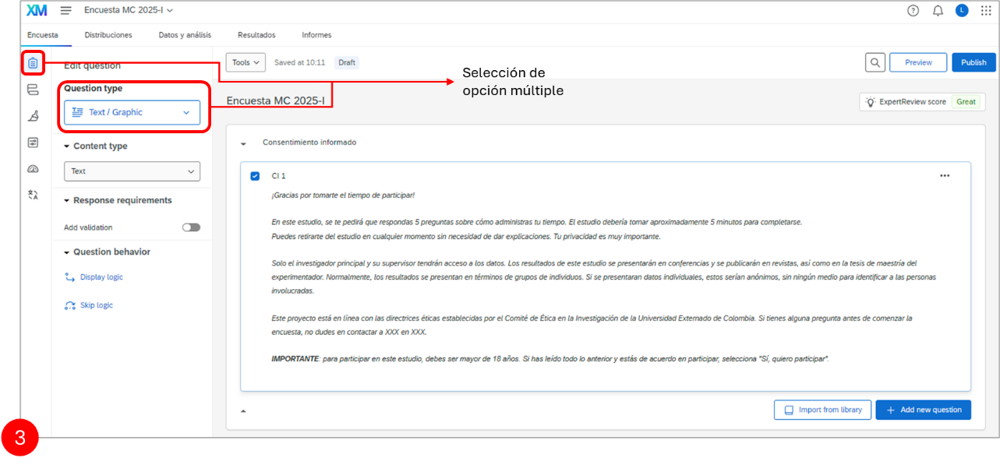 XM Encuesta MC 2025-I
L
Encuesta Distribuciones Datos y análisis Resultados Informes
Edit question
Tools Saved at 10:11 Draft
Preview Publish
Selección de
opción múltiple
Question type
Text / Graphic
Encuesta MC 2025-I
ExpertReview score Great
Content type
Text
Response requirements
Add validation
Question behavior
Display logic
Skip logic
Consentimiento informado
CI 1
¡Gracias por tomarte el tiempo de participar!
En este estudio, se te pedirá que respondas 5 preguntas sobre cómo administras tu tiempo. El estudio debería tomar aproximadamente 5 minutos para completarse.
Puedes retirarte del estudio en cualquier momento sin necesidad de dar explicaciones. Tu privacidad es muy importante.
Solo el investigador principal y su supervisor tendrán acceso a los datos. Los resultados de este estudio se presentarán en conferencias y se publicarán en revistas, así como en la tesis de maestría del
experimentador. Normalmente, los resultados se presentan en términos de grupos de individuos. Si se presentaran datos individuales, estos serían anónimos, sin ningún medio para identificar a las personas
involucradas.
Este proyecto está en línea con las directrices éticas establecidas por el Comité de Ética en la Investigación de la Universidad Externado de Colombia. Si tienes alguna pregunta antes de comenzar la
encuesta, no dudes en contactar a XXX en XXX.
IMPORTANTE: para participar en este estudio, debes ser mayor de 18 años. Si has leído todo lo anterior y estás de acuerdo en participar, selecciona "Sí, quiero participar".
Import from library + Add new question
3